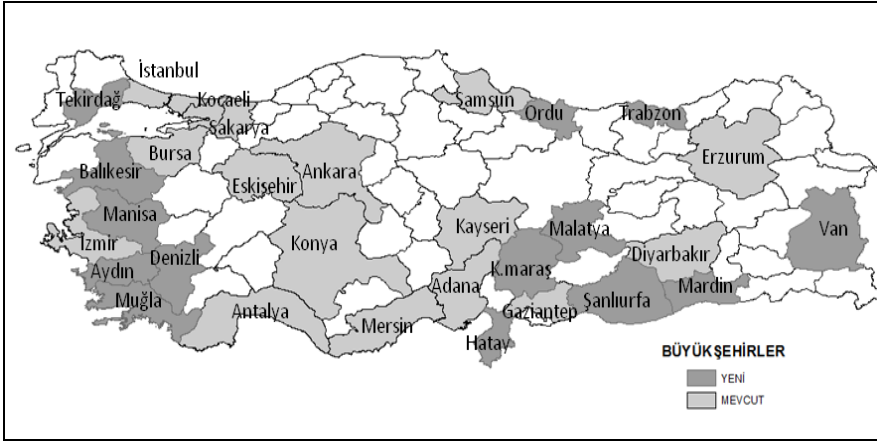 İstanbul
Tekirdağ
Kocaeli
Sakarya
Samsun
Ordu
Trabzon
Bursa
Balıkesir
Eskişehir
Ankara
Erzurum
Manisa
İzmir
Aydın
Denizli
Muğla
Konya
Kayseri
Malatya
Diyarbakır
Van
K.maraş
Adana
Antalya
Mersin
Gaziantep
Şanlıurfa
Mardin
Hatay
BÜYÜKŞEHİRLER
YENİ
MEVCUT